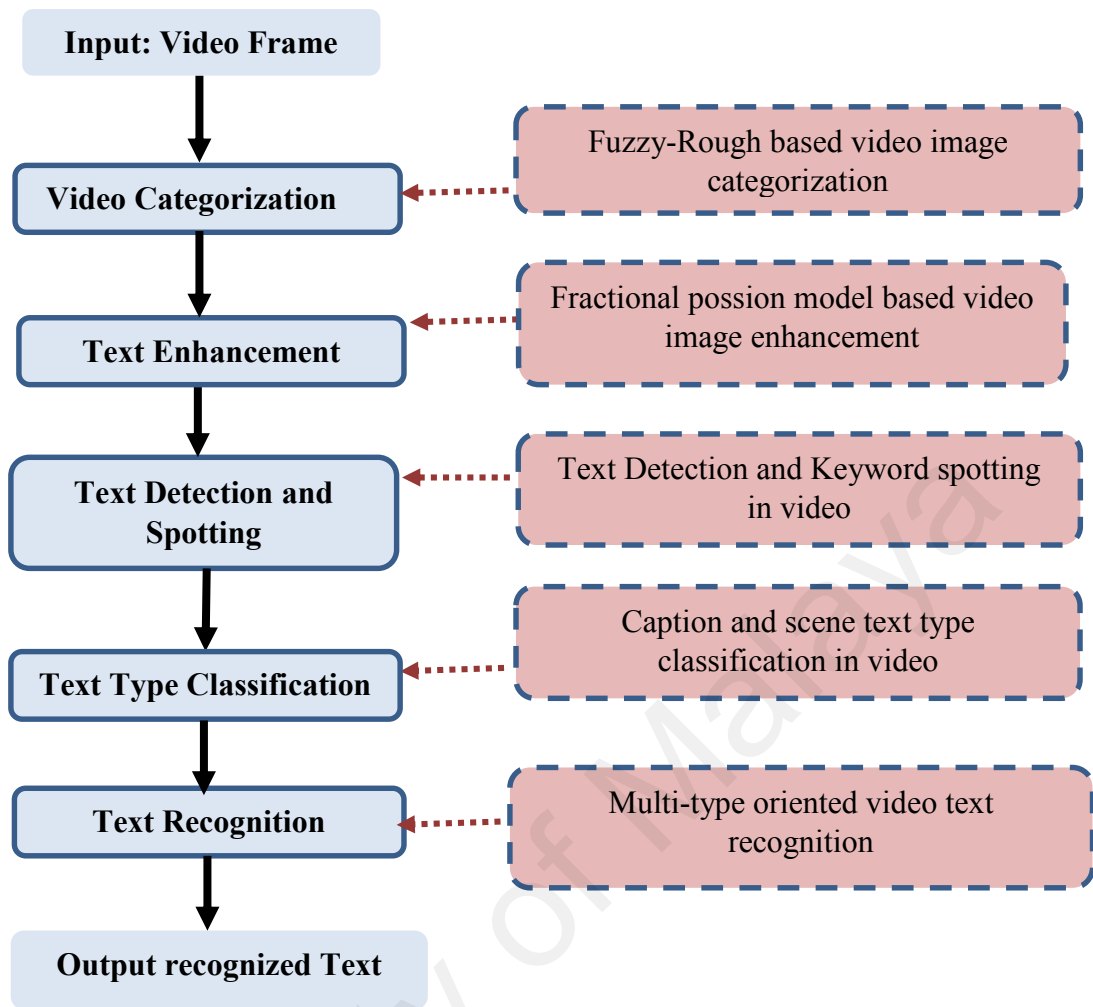 Input: Video Frame
Fuzzy-Rough based video image
categorization
Video Categorization
Fractional possion model based video
image enhancement
Text Enhancement
Text Detection and Keyword spotting
in video
Text Detection and
Spotting
Caption and scene text type
classification in video
Text Type Classification
Multi-type oriented video text
recognition
Text Recognition
Output recognized Text
y of Malaya